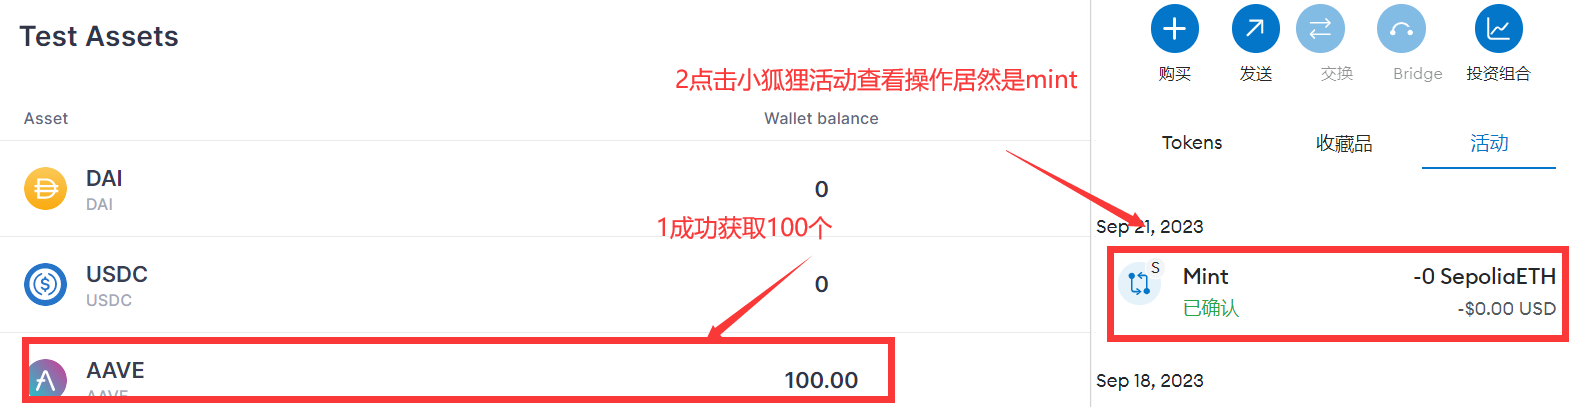 Test Assets
2点击小狐狸活动查看操作居然是mint
Asset
Wallet balance
DAI
DAI
0
1成功获取100个
USDC
USDC
0
AAVE
AAVE
100.00
购买
发送
交换
Bridge
投资组合
Tokens
收藏品
活动
Sep 21, 2023
S
Mint
-0 SepoliaETH
已确认
-$0.00 USD
Sep 18, 2023